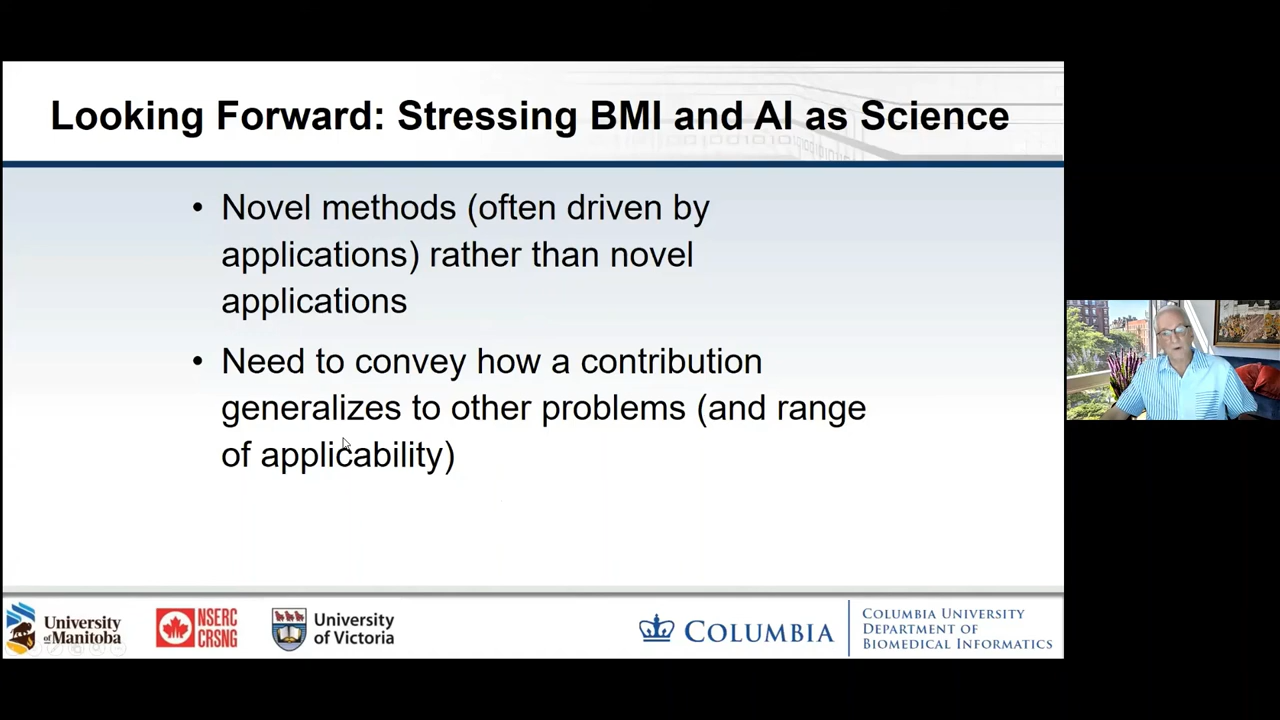 Looking Forward: Stressing BMI and AI as Science
• Novel methods (often driven by
applications) rather than novel
applications
• Need to convey how a contribution
generalizes to other problems (and range
of applicability)
University
of Manitoba
NSERC
CRSNG
University
of Victoria
COLUMBIA
COLUMBIA UNIVERSITY
DEPARTMENT OF
BIOMEDICAL INFORMATICS